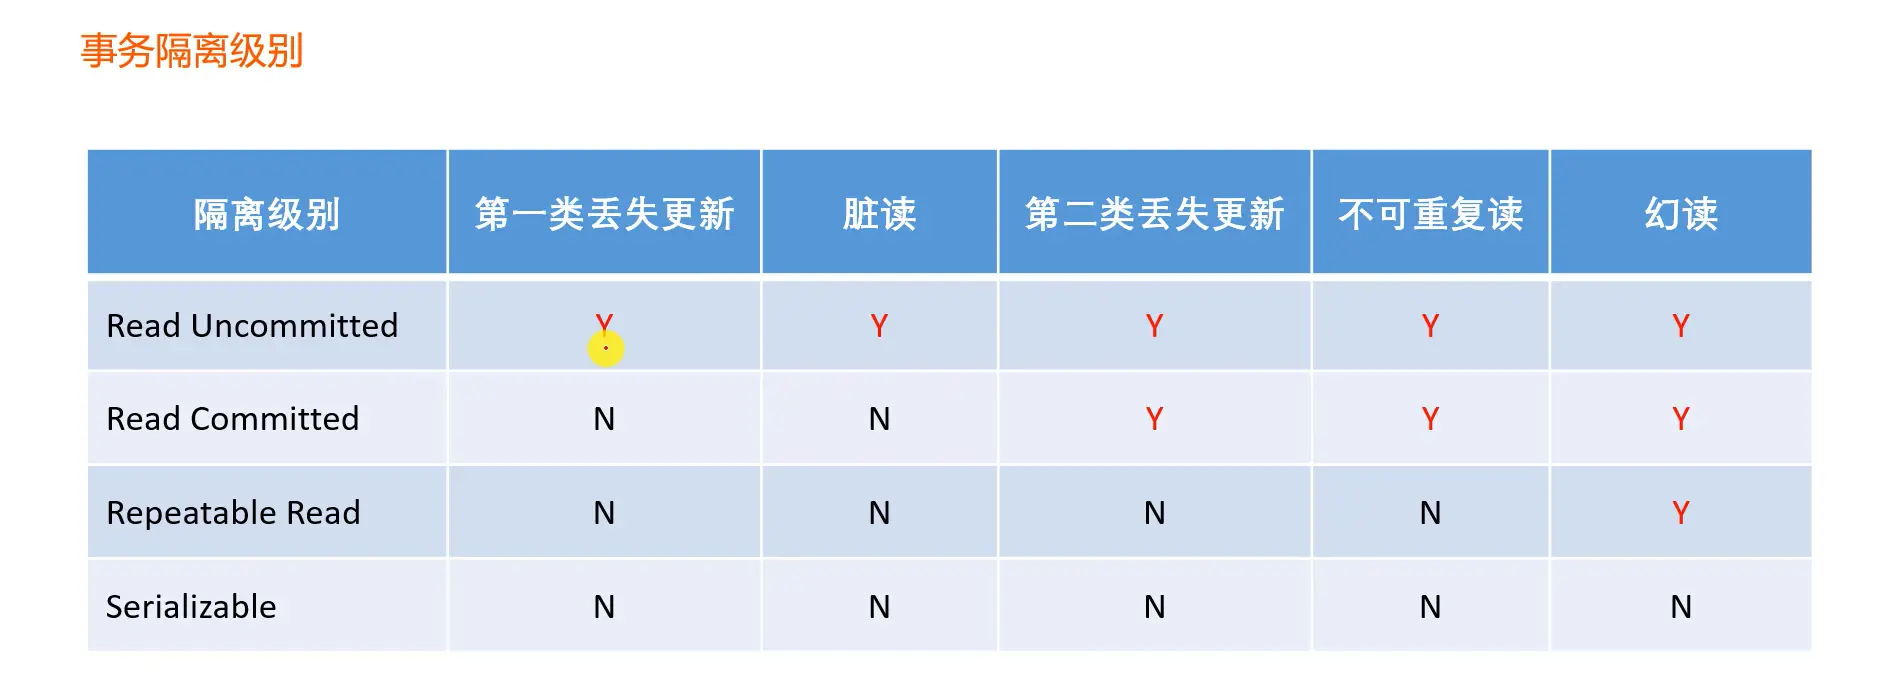 事务隔离级别
隔离级别 第一类丢失更新 脏读 第二类丢失更新 不可重复读 幻读
Read Uncommitted Y Y Y Y Y
Read Committed N N Y Y Y
Repeatable Read N N N N Y
Serializable N N N N N